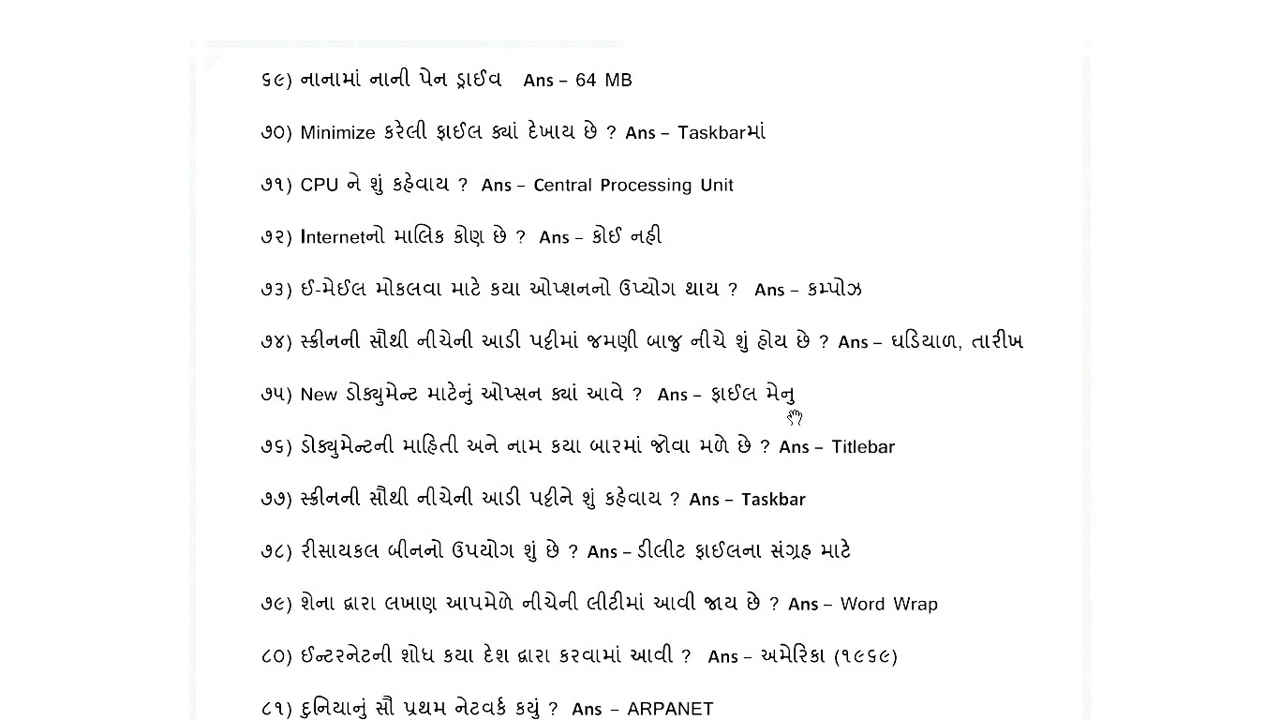 ૬૯) નાનામાં નાની પેન ડ્રાઈવ Ans – 64 MB
૭૦) Minimize કરેલી ફાઈલ ક્યાં દેખાય છે ? Ans – Taskbarમાં
૭૧) CPU ને શું કહેવાય ? Ans – Central Processing Unit
૭૨) Internetનો માલિક કોણ છે ? Ans – કોઈ નહી
૭૩) ઈ-મેઈલ મોકલવા માટે કયા ઓપ્શનનો ઉપ્યોગ થાય ? Ans – કમ્પોઝ
૭૪) સ્ક્રીનની સૌથી નીચેની આડી પટ્ટીમાં જમણી બાજુ નીચે શું હોય છે ? Ans – ઘડિયાળ, તારીખ
૭૫) New ડોક્યુમેન્ટ માટેનું ઓપ્સન ક્યાં આવે ? Ans – ફાઈલ મેનુ
૭૬) ડોક્યુમેન્ટની માહિતી અને નામ કયા બારમાં જોવા મળે છે ? Ans – Titlebar
૭૭) સ્ક્રીનની સૌથી નીચેની આડી પટ્ટીને શું કહેવાય ? Ans – Taskbar
૭૮) રીસાયકલ બીનનો ઉપયોગ શું છે ? Ans – ડીલીટ ફાઈલના સંગ્રહ માટે
૭૯) શેના દ્વારા લખાણ આપમેળે નીચેની લીટીમાં આવી જાય છે ? Ans – Word Wrap
૮૦) ઈન્ટરનેટની શોધ કયા દેશ દ્વારા કરવામાં આવી ? Ans – અમેરિકા (૧૯૬૯)
૮૧) દુનિયાનું સૌ પ્રથમ નેટવર્ક કયું ? Ans – ARPANET